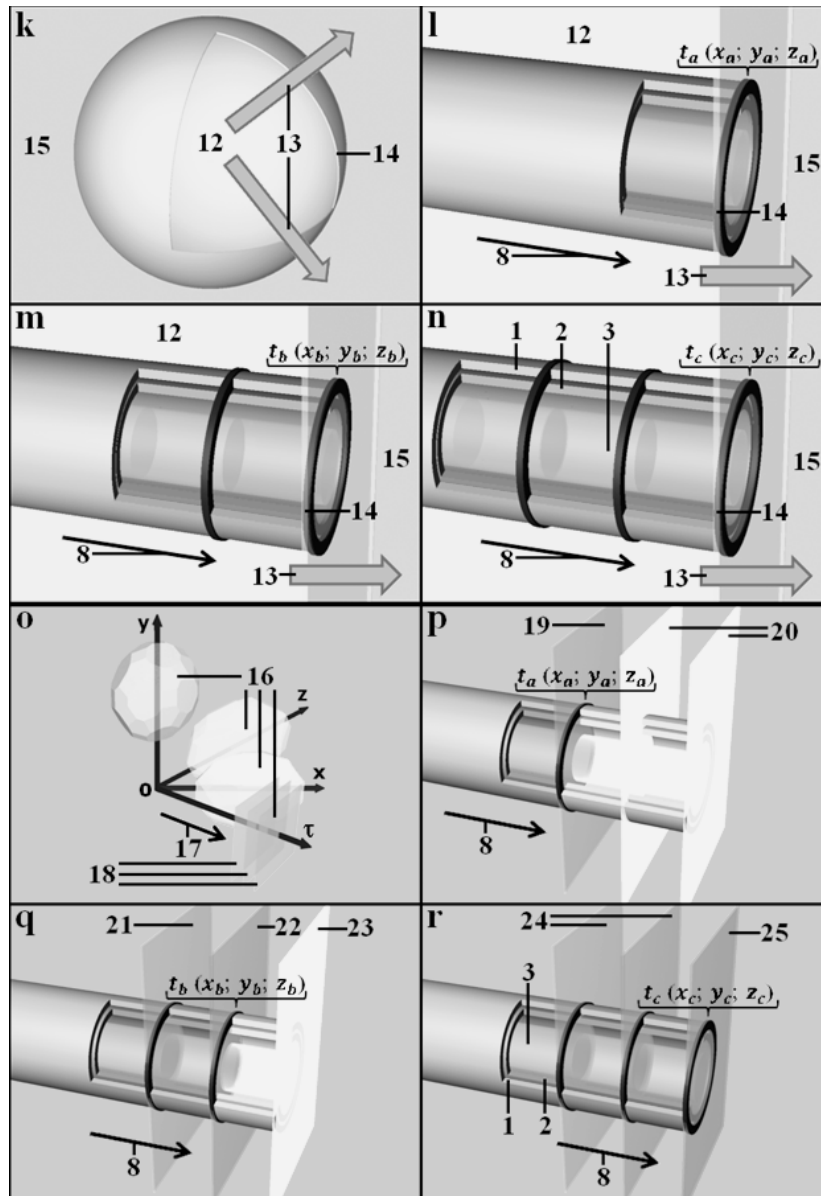 k
15
12
13
14
l
12
t_a (x_a; y_a; z_a)
15
14
8
13
m
12
t_b (x_b; y_b; z_b)
15
14
8
13
n
1
2
3
t_c (x_c; y_c; z_c)
15
14
8
13
o
y
16
z
o
x
τ
17
18
p
19
20
t_a (x_a; y_a; z_a)
8
q
21
22
23
t_b (x_b; y_b; z_b)
8
r
24
25
3
t_c (x_c; y_c; z_c)
1
2
8